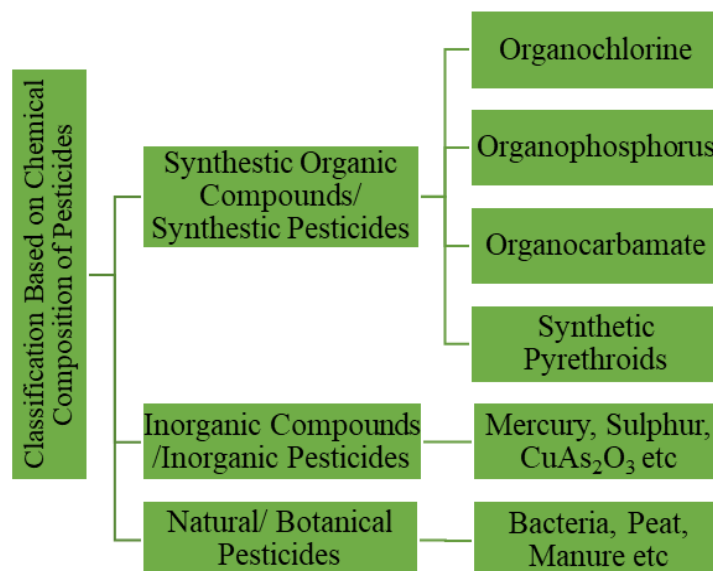 Classification Based on Chemical
Composition of Pesticides
Synthestic Organic
Compounds/
Synthestic Pesticides
Organochlorine
Organophosphorus
Organocarbamate
Synthetic
Pyrethroids
Inorganic Compounds
/Inorganic Pesticides
Mercury, Sulphur,
CuAs₂O₃ etc
Natural/ Botanical
Pesticides
Bacteria, Peat,
Manure etc